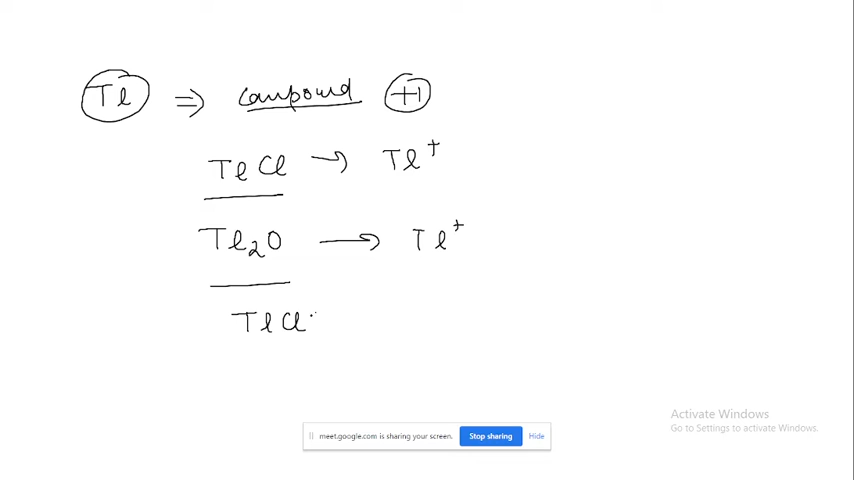 Tl ⇒ compound +1
TlCl → Tl⁺
Tl₂O → Tl⁺
TlCl
meet.google.com is sharing your screen. Stop sharing Hide
Activate Windows
Go to Settings to activate Windows.